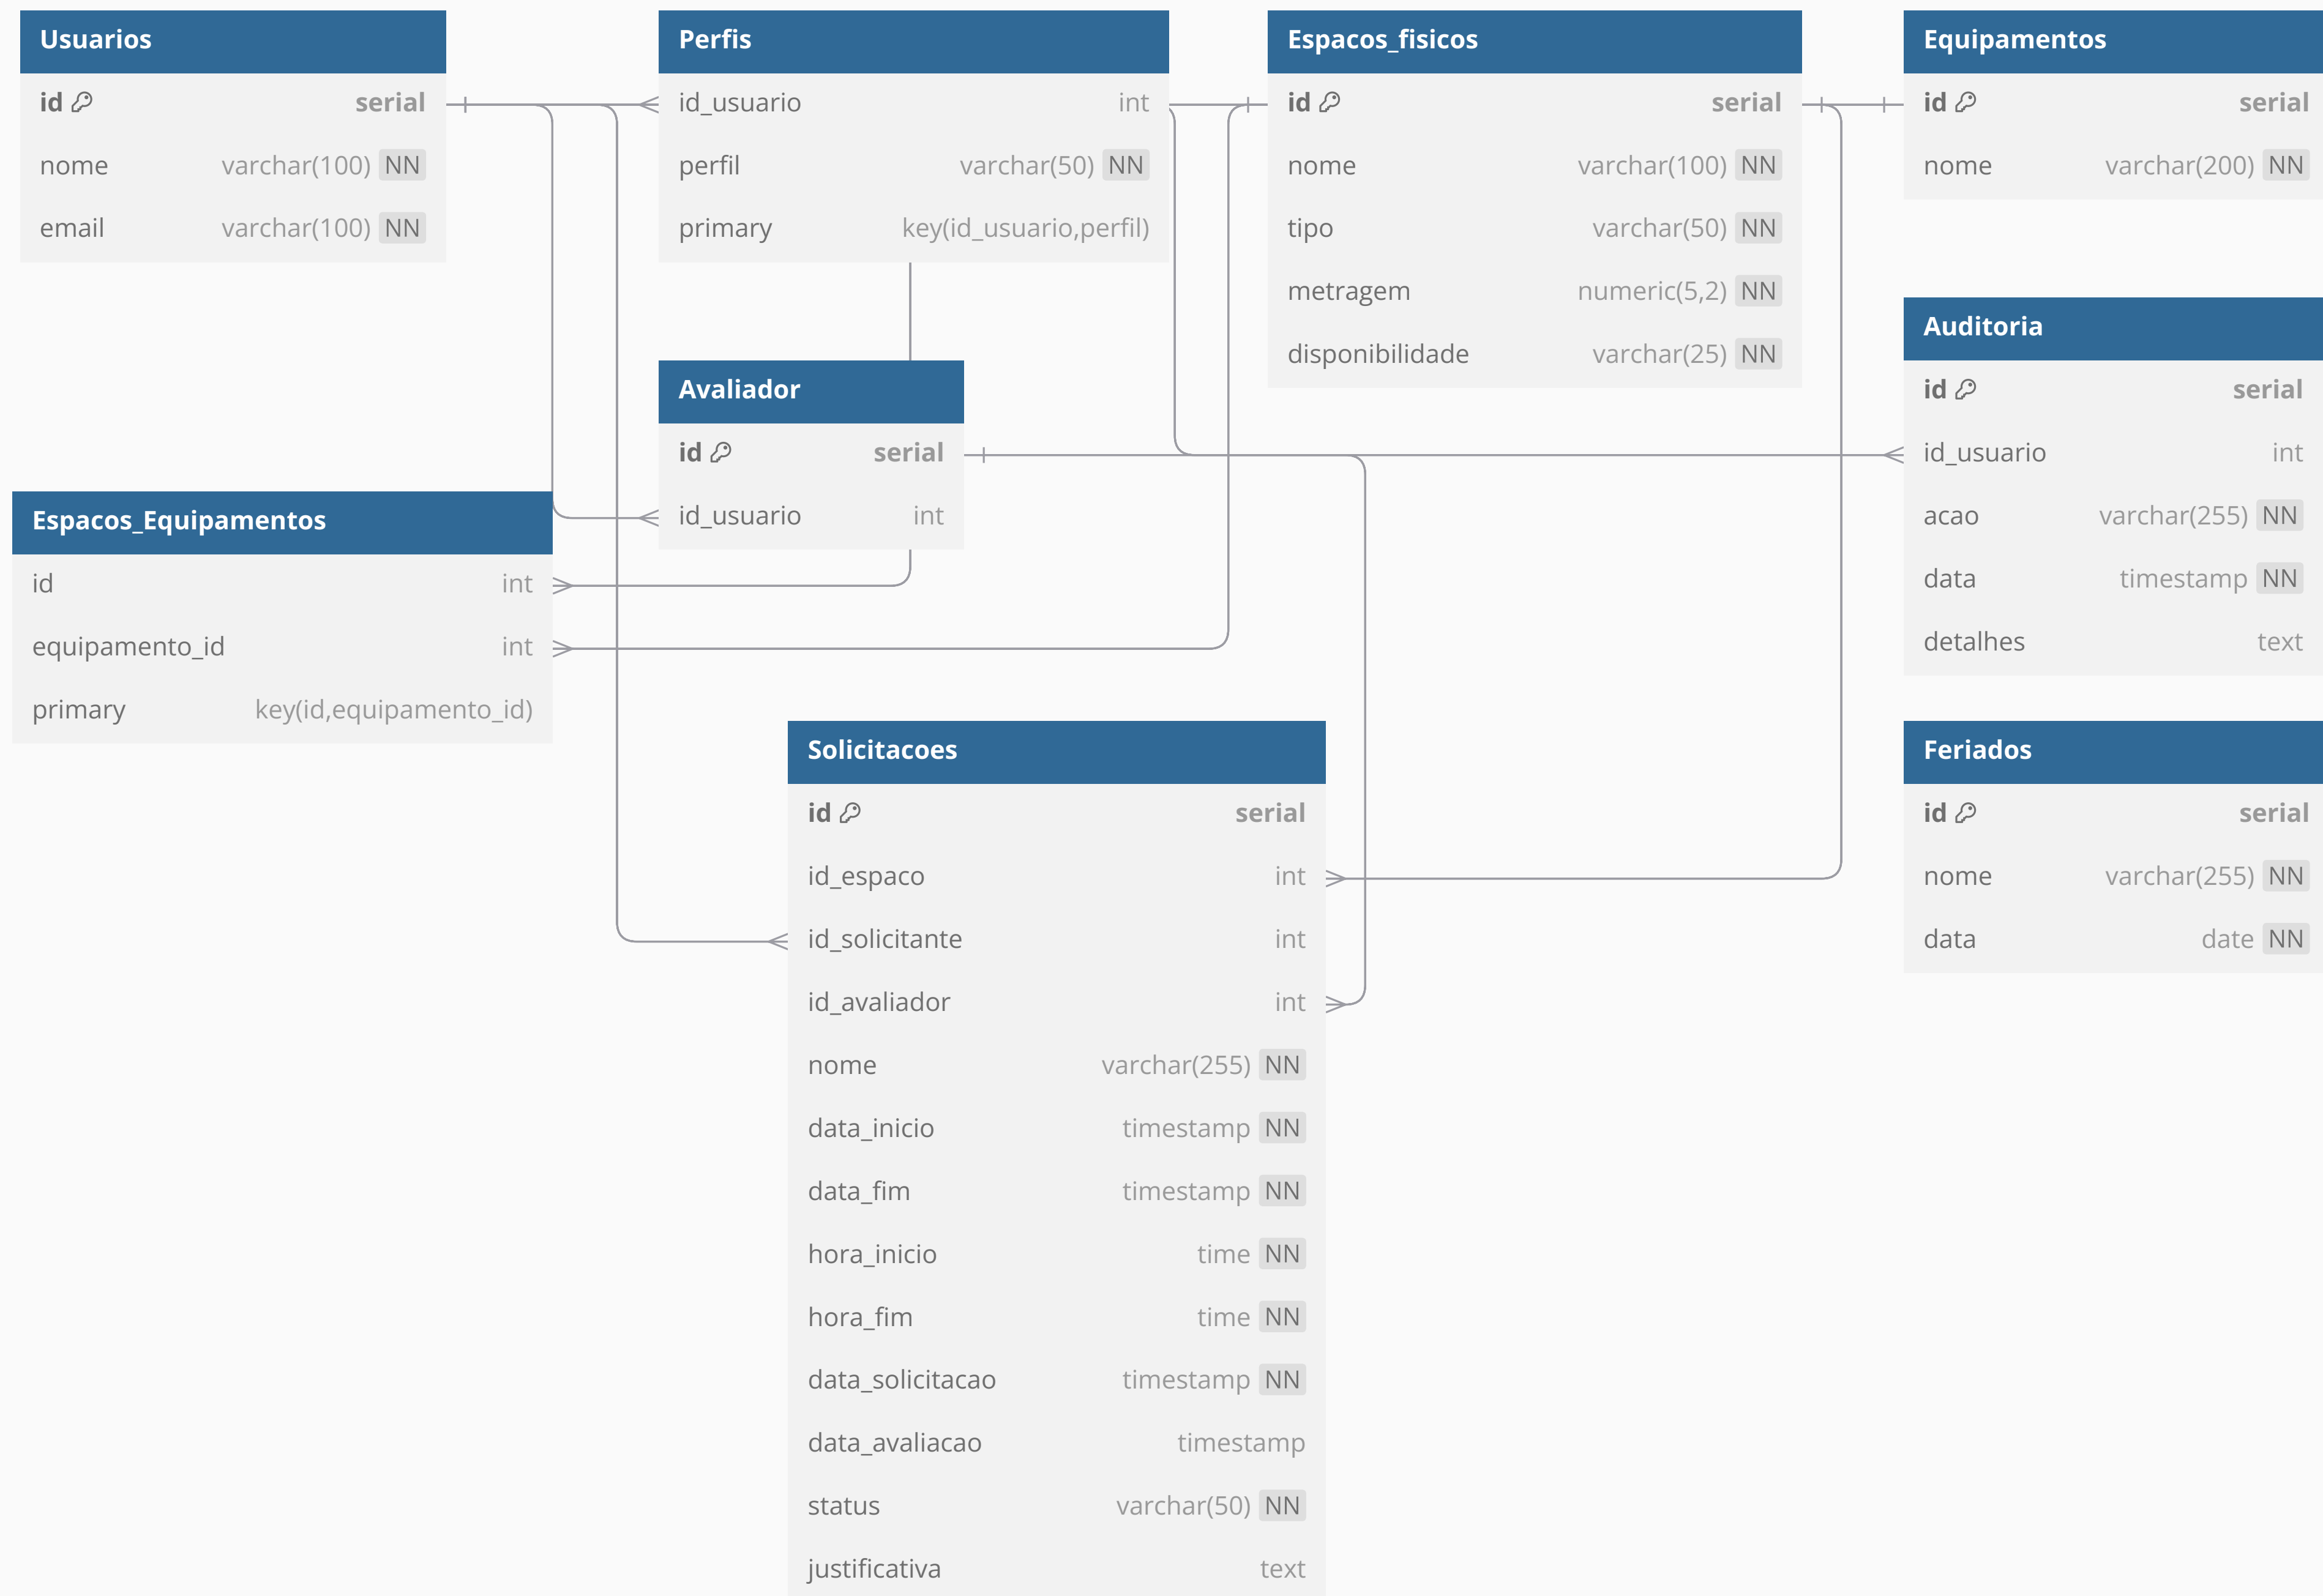 Usuarios
id serial
nome varchar(100) NN
email varchar(100) NN
Perfis
id_usuario int
perfil varchar(50) NN
primary key(id_usuario,perfil)
Espacos_fisicos
id serial
nome varchar(100) NN
tipo varchar(50) NN
metragem numeric(5,2) NN
disponibilidade varchar(25) NN
Equipamentos
id serial
nome varchar(200) NN
Avaliador
id serial
id_usuario int
Auditoria
id serial
id_usuario int
acao varchar(255) NN
data timestamp NN
detalhes text
Espacos_Equipamentos
id int
equipamento_id int
primary key(id,equipamento_id)
Solicitacoes
id serial
id_espaco int
id_solicitante int
id_avaliador int
nome varchar(255) NN
data_inicio timestamp NN
data_fim timestamp NN
hora_inicio time NN
hora_fim time NN
data_solicitacao timestamp NN
data_avaliacao timestamp
status varchar(50) NN
justificativa text
Feriados
id serial
nome varchar(255) NN
data date NN